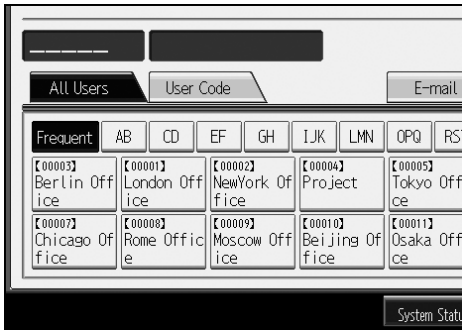 _____
All Users User Code E-mail
Frequent AB CD EF GH IJK LMN OPQ RST
【00003】 【00001】 【00002】 【00004】 【00005】
Berlin Off London Off NewYork Of Project Tokyo Off
ice ice fice ce
【00007】 【00008】 【00009】 【00010】 【00011】
Chicago Of Rome Offic Moscow Off Beijing Of Osaka Off
fice e ice fice ce
System Statu